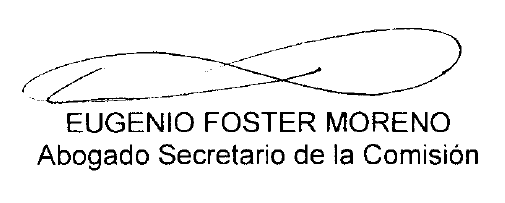 EUGENIO FOSTER MORENO
Abogado Secretario de la Comisión